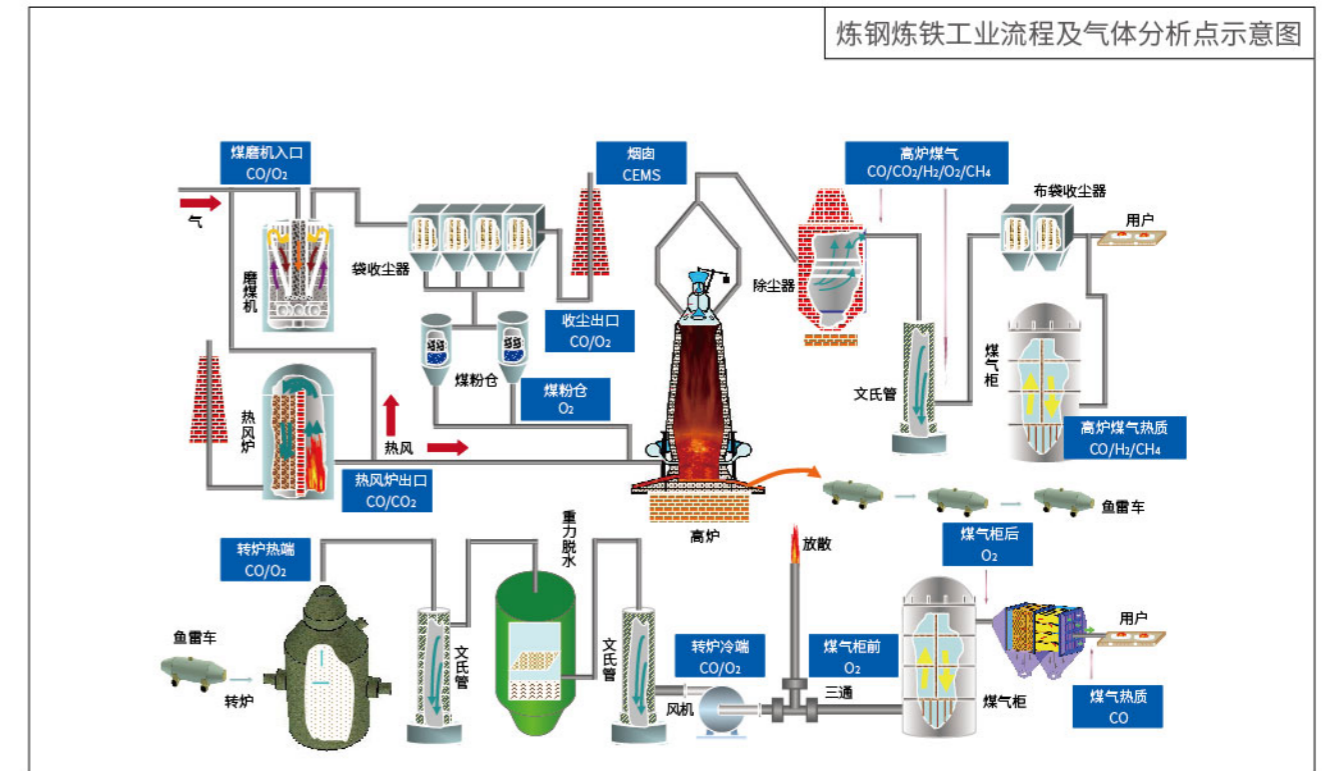 炼钢炼铁工业流程及气体分析点示意图
煤磨机入口
CO/O₂
烟囱
CEMS
高炉煤气
CO/CO₂/H₂/O₂/CH₄
布袋收尘器
用户
气
磨煤机
袋收尘器
除尘器
收尘出口
CO/O₂
煤粉仓
煤粉仓
O₂
文氏管
煤气柜
高炉煤气热质
CO/H₂/CH₄
热风炉
热风
热风炉出口
CO/CO₂
高炉
鱼雷车
转炉热端
CO/O₂
重力脱水
放散
煤气柜后
O₂
鱼雷车
转炉
文氏管
文氏管
转炉冷端
CO/O₂
风机
煤气柜前
O₂
三通
煤气柜
用户
煤气热质
CO